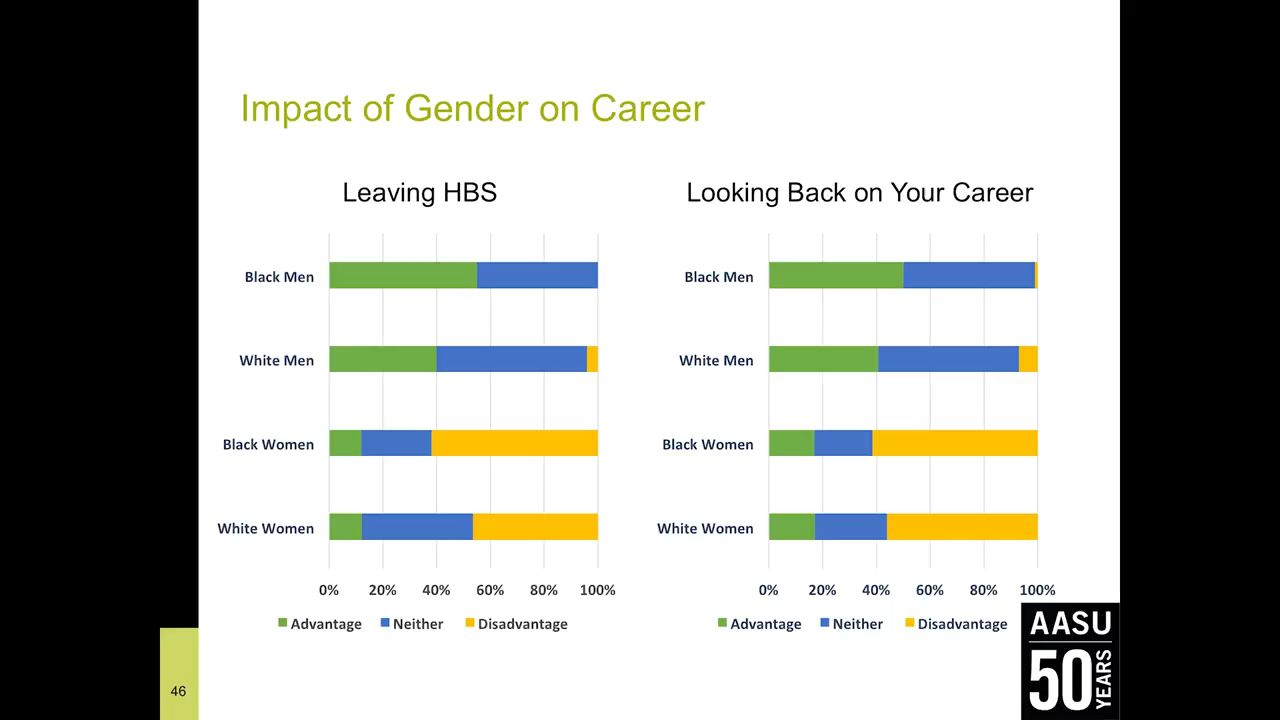 Impact of Gender on Career
Leaving HBS
Black Men
White Men
Black Women
White Women
0% 20% 40% 60% 80% 100%
Advantage Neither Disadvantage
Looking Back on Your Career
Black Men
White Men
Black Women
White Women
0% 20% 40% 60% 80% 100%
Advantage Neither Disadvantage
46
AASU
50 YEARS